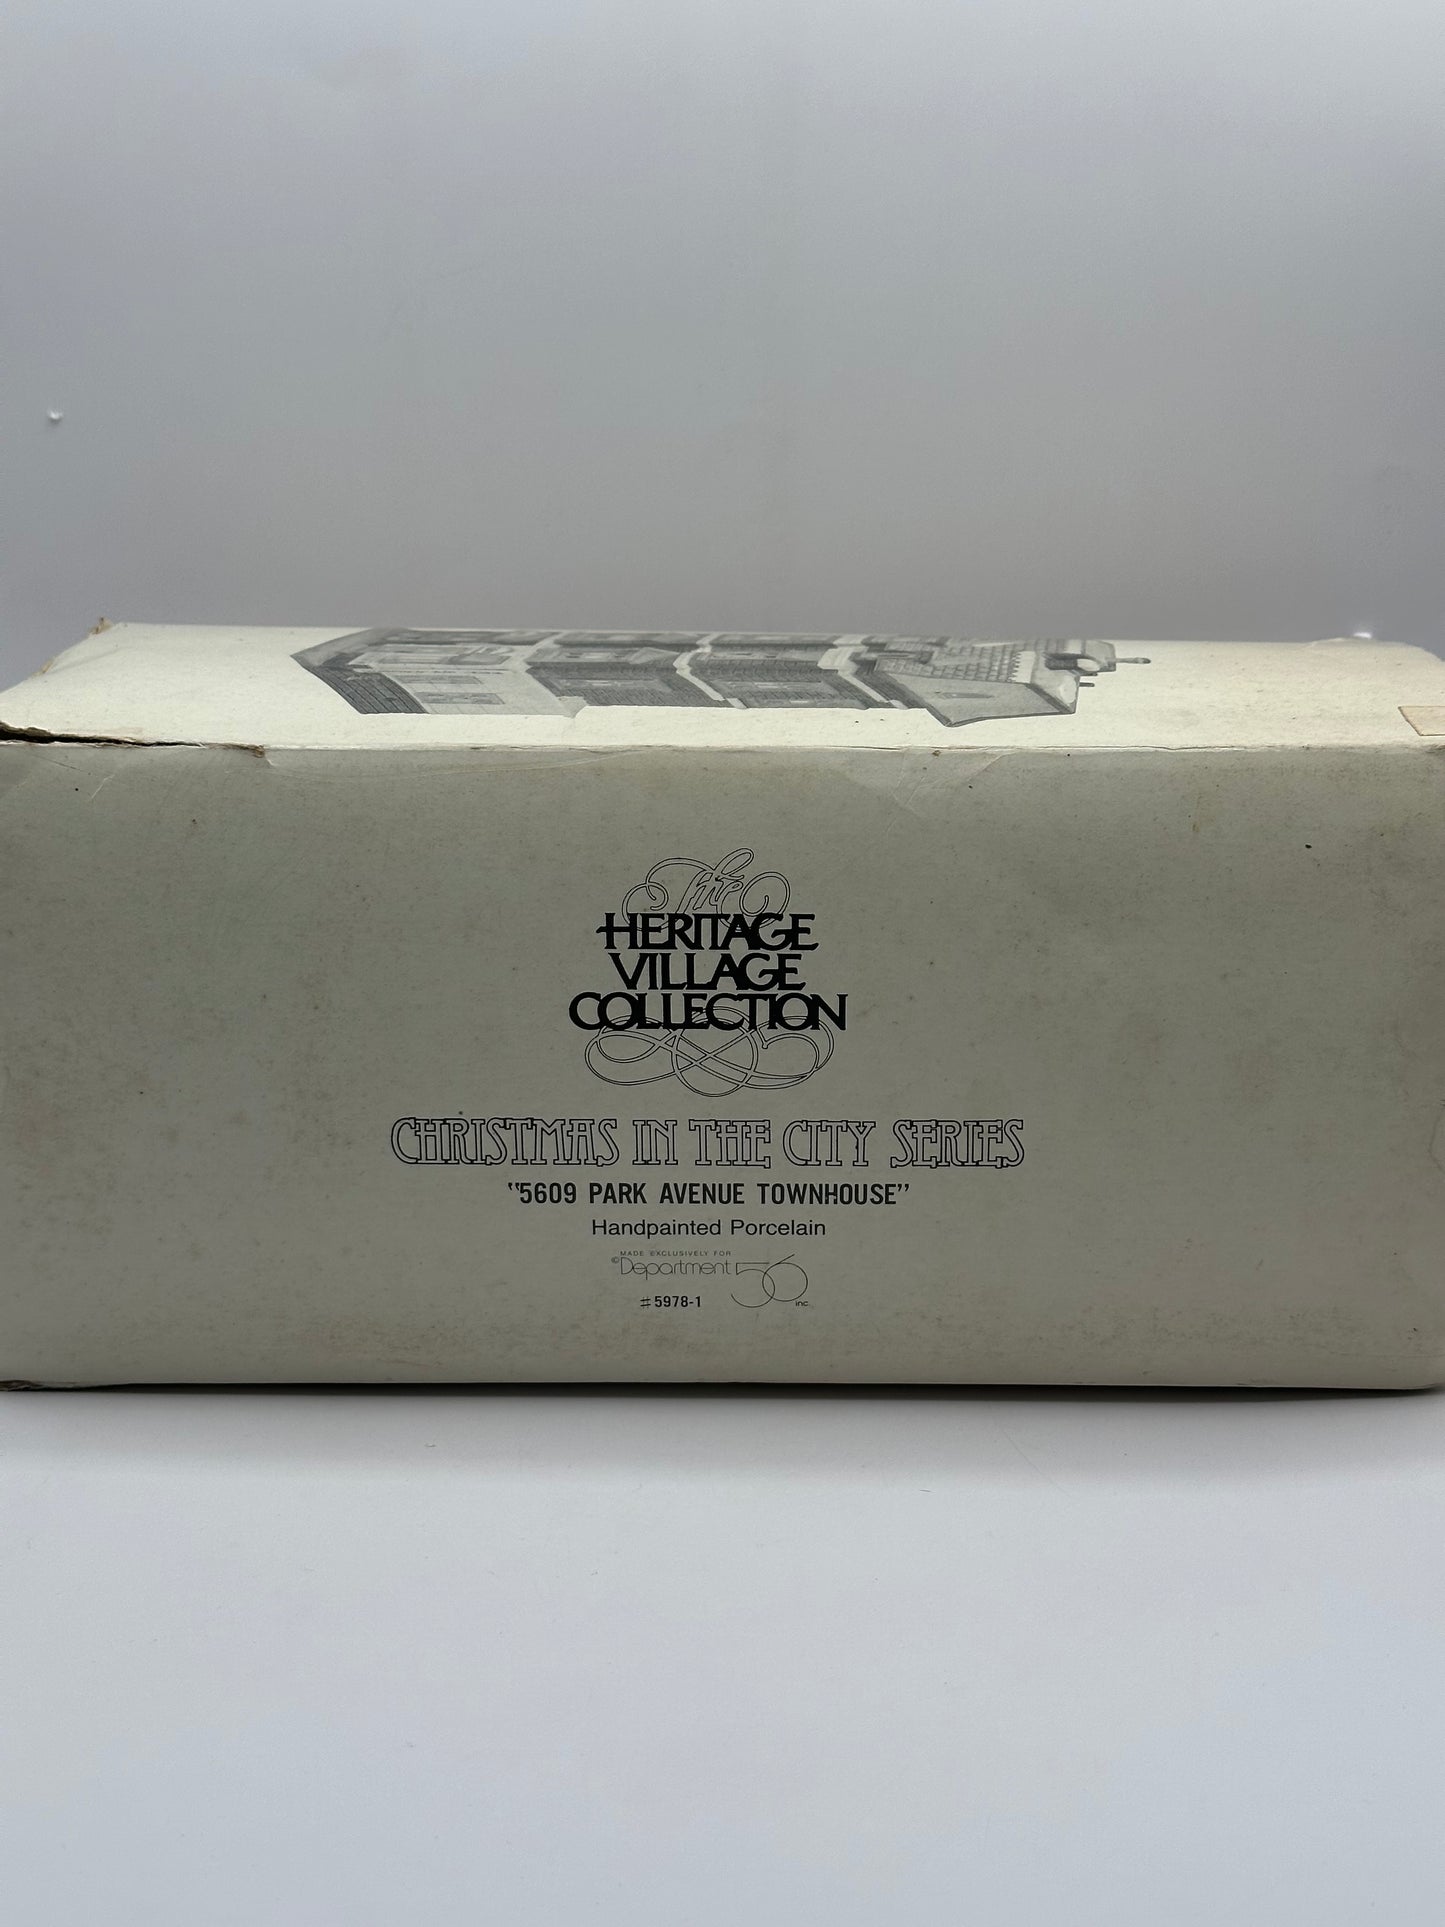 The
HERITAGE
VILLAGE
COLLECTION
CHRISTMAS IN THE CITY SERIES
"5609 PARK AVENUE TOWNHOUSE"
Handpainted Porcelain
MADE EXCLUSIVELY FOR
©Department 56 inc.
#5978-1